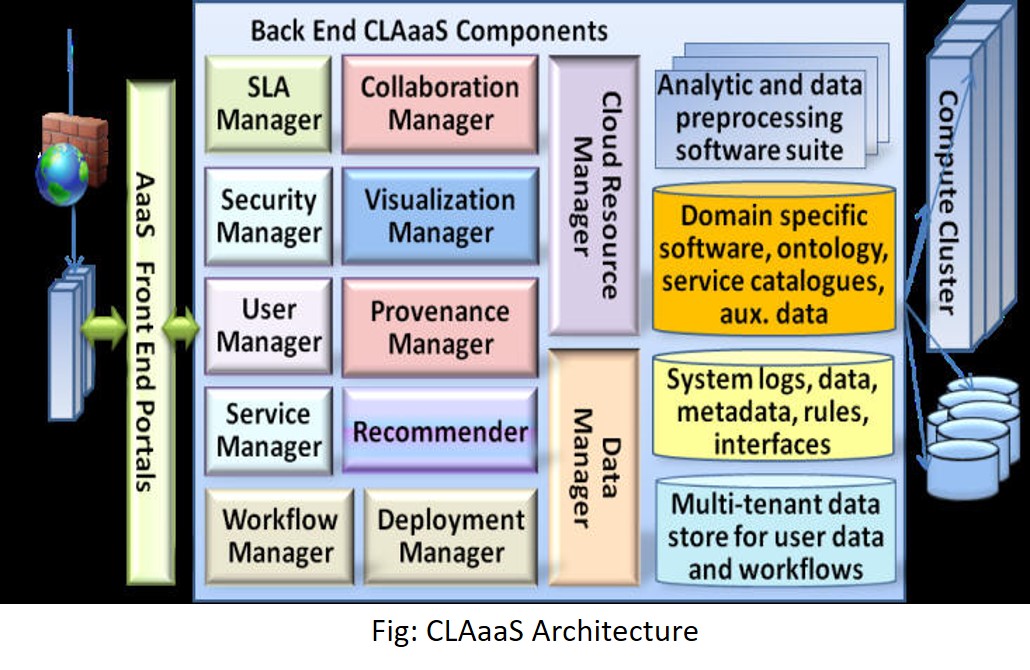 Back End CLAaaS Components
AaaS Front End Portals
SLA
Manager
Collaboration
Manager
Security
Manager
Visualization
Manager
User
Manager
Provenance
Manager
Service
Manager
Recommender
Workflow
Manager
Deployment
Manager
Cloud Resource
Manager
Data
Manager
Analytic and data
preprocessing
software suite
Domain specific
software, ontology,
service catalogues,
aux. data
System logs, data,
metadata, rules,
interfaces
Multi-tenant data
store for user data
and workflows
Compute Cluster
Fig: CLAaaS Architecture